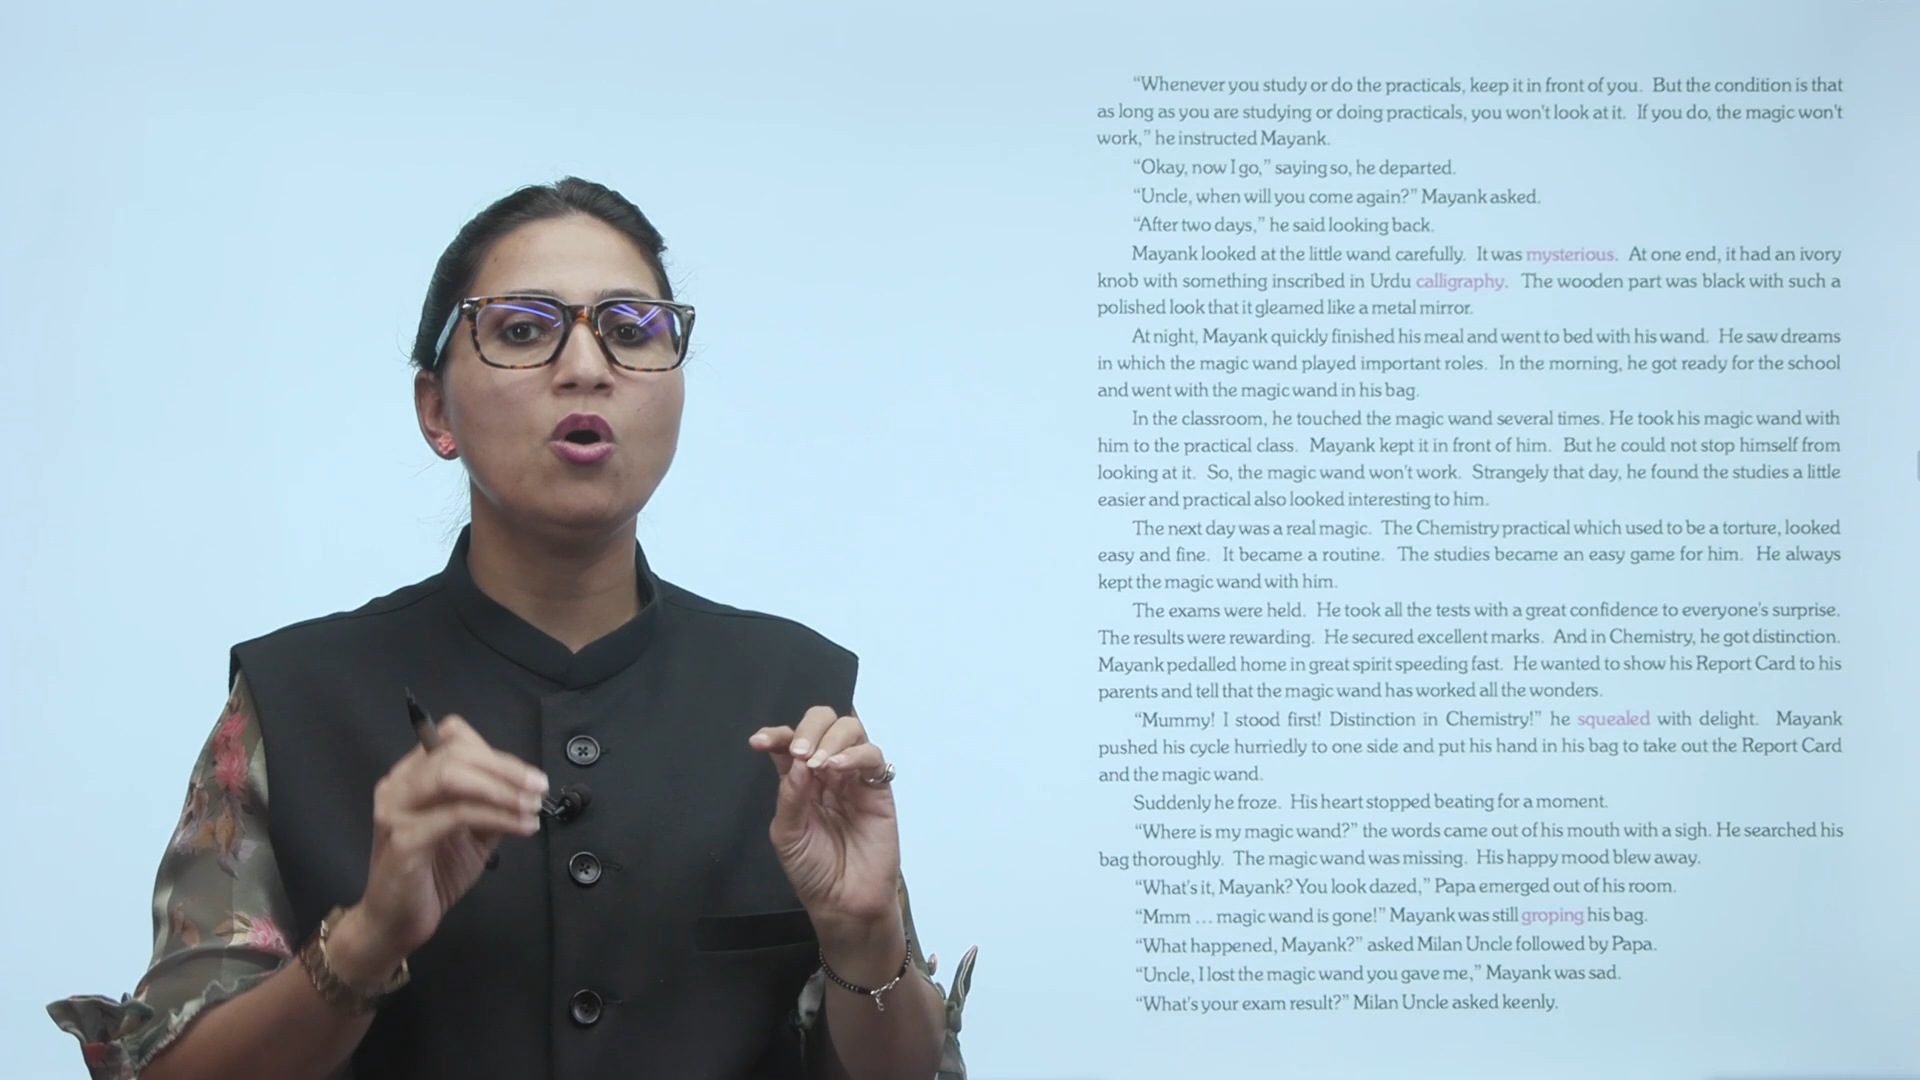 “Whenever you study or do the practicals, keep it in front of you. But the condition is that
as long as you are studying or doing practicals, you won't look at it. If you do, the magic won't
work,” he instructed Mayank.
“Okay, now I go,” saying so, he departed.
“Uncle, when will you come again?” Mayank asked.
“After two days,” he said looking back.
Mayank looked at the little wand carefully. It was mysterious. At one end, it had an ivory
knob with something inscribed in Urdu calligraphy. The wooden part was black with such a
polished look that it gleamed like a metal mirror.
At night, Mayank quickly finished his meal and went to bed with his wand. He saw dreams
in which the magic wand played important roles. In the morning, he got ready for the school
and went with the magic wand in his bag.
In the classroom, he touched the magic wand several times. He took his magic wand with
him to the practical class. Mayank kept it in front of him. But he could not stop himself from
looking at it. So, the magic wand won't work. Strangely that day, he found the studies a little
easier and practical also looked interesting to him.
The next day was a real magic. The Chemistry practical which used to be a torture, looked
easy and fine. It became a routine. The studies became an easy game for him. He always
kept the magic wand with him.
The exams were held. He took all the tests with a great confidence to everyone's surprise.
The results were rewarding. He secured excellent marks. And in Chemistry, he got distinction.
Mayank pedalled home in great spirit speeding fast. He wanted to show his Report Card to his
parents and tell that the magic wand has worked all the wonders.
“Mummy! I stood first! Distinction in Chemistry!” he squealed with delight. Mayank
pushed his cycle hurriedly to one side and put his hand in his bag to take out the Report Card
and the magic wand.
Suddenly he froze. His heart stopped beating for a moment.
“Where is my magic wand?” the words came out of his mouth with a sigh. He searched his
bag thoroughly. The magic wand was missing. His happy mood blew away.
“What's it, Mayank? You look dazed,” Papa emerged out of his room.
“Mmm ... magic wand is gone!” Mayank was still groping his bag.
“What happened, Mayank?” asked Milan Uncle followed by Papa.
“Uncle, I lost the magic wand you gave me,” Mayank was sad.
“What's your exam result?” Milan Uncle asked keenly.